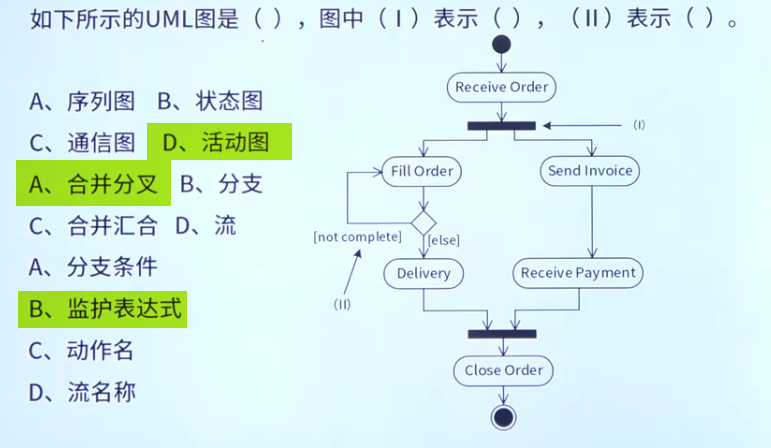 如下所示的UML图是（ ），图中（Ⅰ）表示（ ），（Ⅱ）表示（ ）。
A、序列图 B、状态图
C、通信图 D、活动图
A、合并分叉 B、分支
C、合并汇合 D、流
A、分支条件
B、监护表达式
C、动作名
D、流名称
Receive Order
（Ⅰ）
Fill Order
Send Invoice
[not complete]
[else]
Delivery
Receive Payment
（Ⅱ）
Close Order